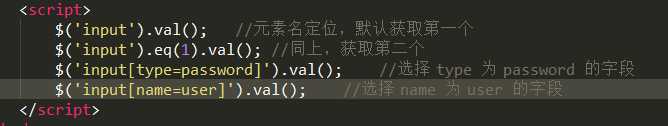 <script>
$('input').val();   //元素名定位，默认获取第一个
$('input').eq(1).val(); //同上，获取第二个
$('input[type=password]').val();    //选择 type 为 password 的字段
$('input[name=user]').val();    //选择 name 为 user 的字段
</script>